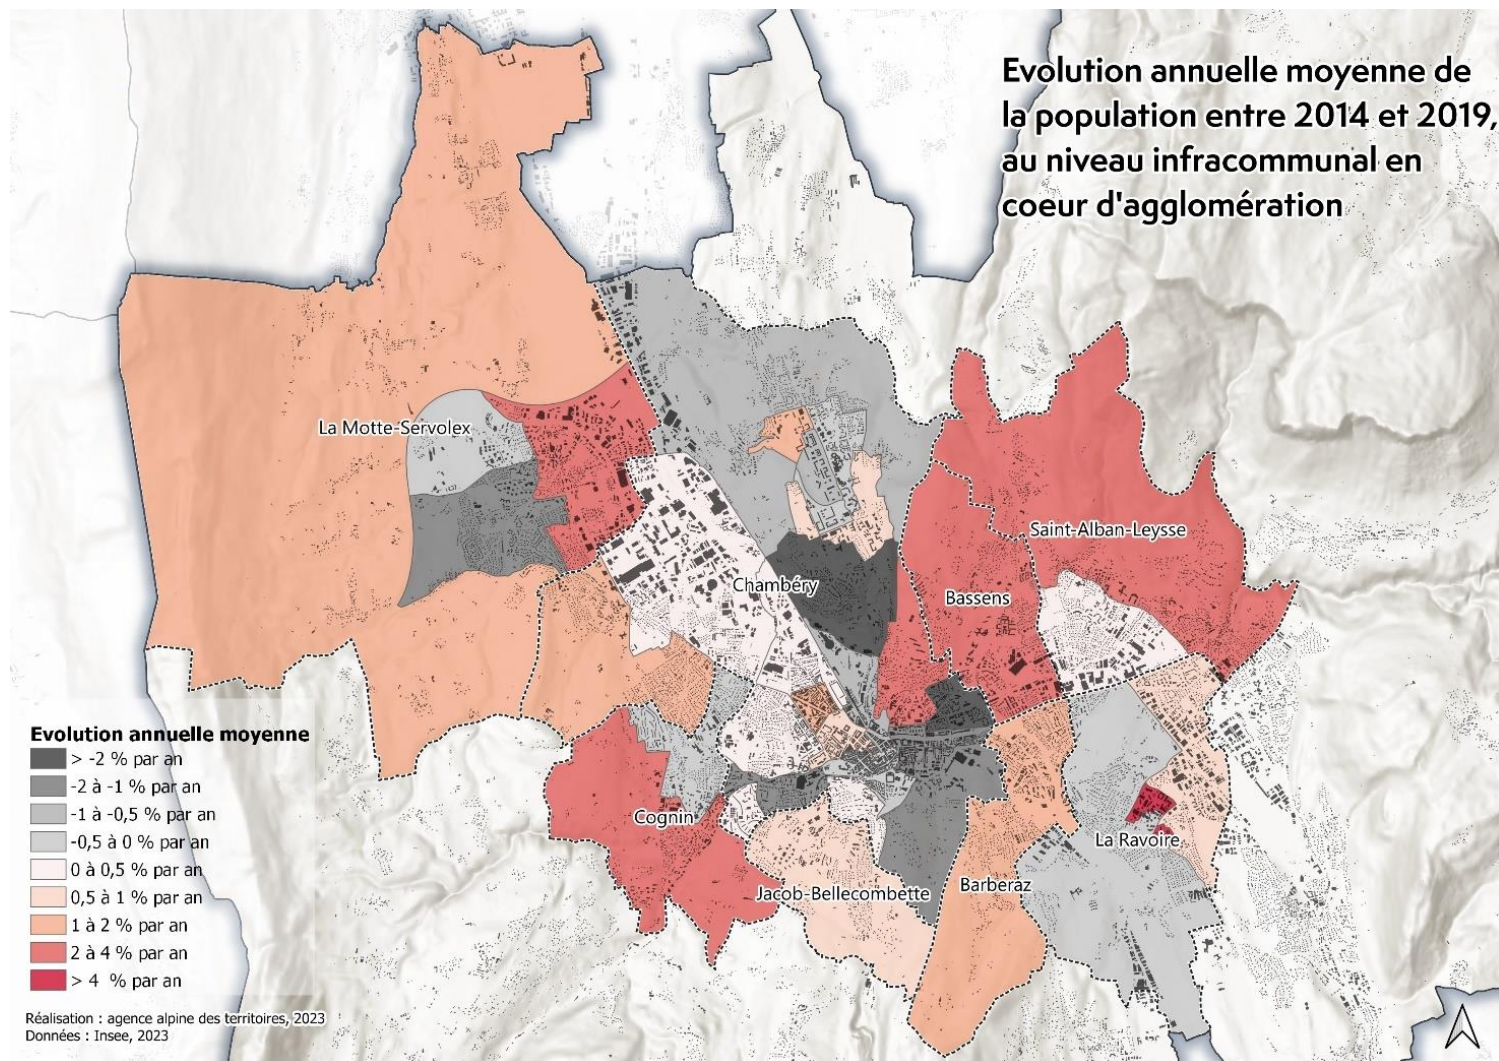 Evolution annuelle moyenne de
la population entre 2014 et 2019,
au niveau infracommunal en
coeur d'agglomération
La Motte-Servolex
Saint-Alban-Leysse
Chambéry
Bassens
Cognin
La Ravoire
Jacob-Bellecombette
Barberaz
Evolution annuelle moyenne
> -2 % par an
-2 à -1 % par an
-1 à -0,5 % par an
-0,5 à 0 % par an
0 à 0,5 % par an
0,5 à 1 % par an
1 à 2 % par an
2 à 4 % par an
> 4 % par an
Réalisation : agence alpine des territoires, 2023
Données : Insee, 2023